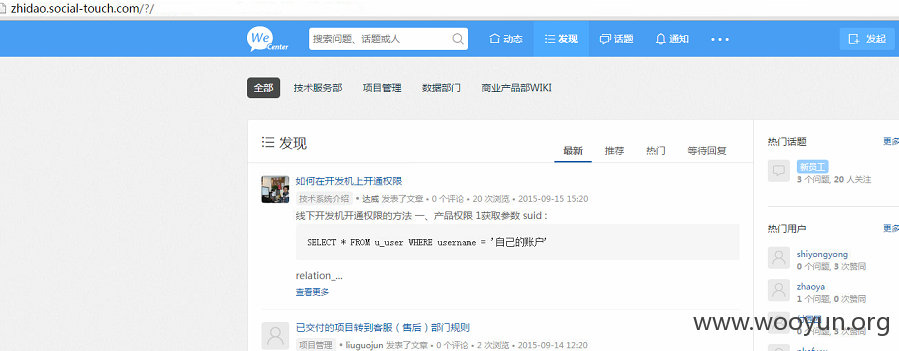 zhidao.social-touch.com/?/
We Center
搜索问题、话题或人
动态
发现
话题
通知
发起
全部 技术服务部 项目管理 数据部门 商业产品部WIKI
发现
最新 推荐 热门 等待回复
如何在开发机上开通权限
技术系统介绍 • 达威 发表了文章 • 0 个评论 • 20 次浏览 • 2015-09-15 15:20
线下开发机开通权限的方法 一、产品权限 1获取参数 suid :
SELECT * FROM u_user WHERE username = '自己的账户'
relation_...
查看更多
已交付的项目转到客服（售后）部门规则
项目管理 • liuguojun 发表了文章 • 0 个评论 • 2 次浏览 • 2015-09-14 12:20
热门话题
更多
新员工
3 个问题, 20 人关注
热门用户
更多
shiyongyong
0 个问题, 3 次赞同
zhaoya
1 个问题, 0 次赞同
0 个问题, 3 次赞同
www.wooyun.org